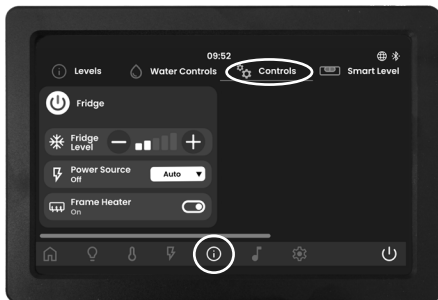 09:52
Levels
Water Controls
Controls
Smart Level
Fridge
Fridge
Level
Power Source
Off
Auto
Frame Heater
On